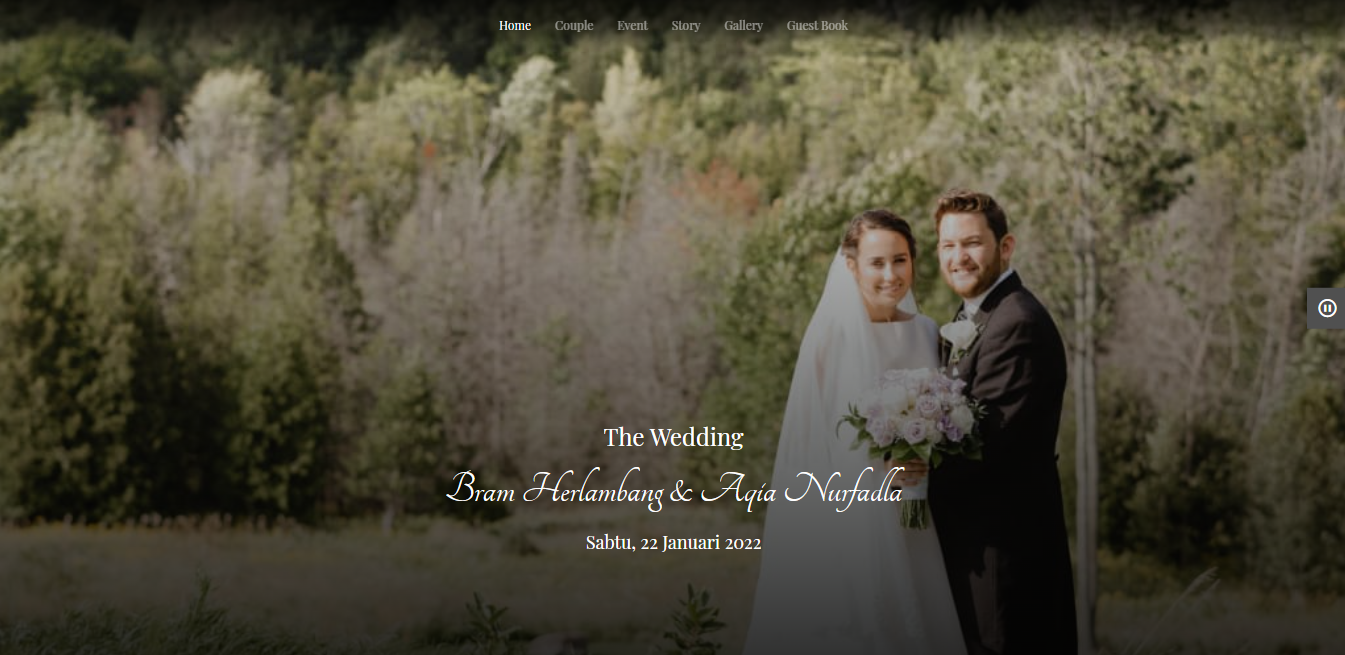 Home Couple Event Story Gallery Guest Book
The Wedding
Bram Herlambang & Aqia Nurfadla
Sabtu, 22 Januari 2022